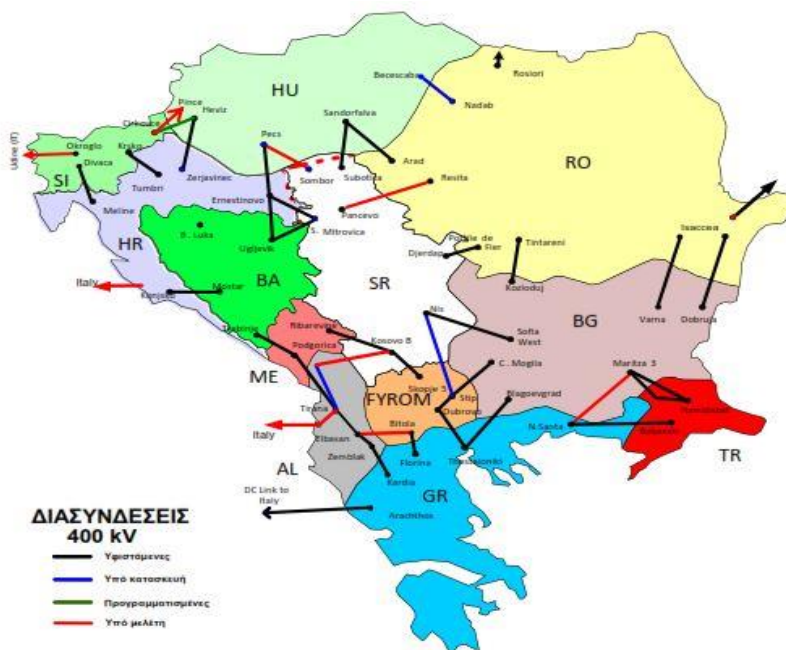 Rosiori
HU
Becescaba
Nadab
Pince
Heviz
Cirkovce
Sandorfalva
Okroglo
Krsko
Pecs
Udine (IT)
Divaca
Arad
RO
SI
Tumbri
Zerjavinec
Sombor
Subotica
Resita
Meline
Ernestinovo
Pancevo
Isaccea
HR
B. Luka
S. Mitrovica
Ugljevik
Portile de
Fier
Tintareni
BA
Djerdap
SR
Italy
Konjsko
Mostar
Kozloduj
Varna
Dobruja
Nis
BG
Trebinje
Ribarevina
Sofia
West
Podgorica
Kosovo B
C. Mogila
Maritza 3
ME
Skopje 5
FYROM
Stip
Blagoevgrad
Tirana
Dubrovo
Italy
Bitola
N.Santa
Elbasan
TR
Zemblak
Florina
Thessaloniki
AL
Kardia
GR
DC Link to
Italy
Arachthos
ΔΙΑΣΥΝΔΕΣΕΙΣ
400 kV
Υφιστάμενες
Υπό κατασκευή
Προγραμματισμένες
Υπό μελέτη